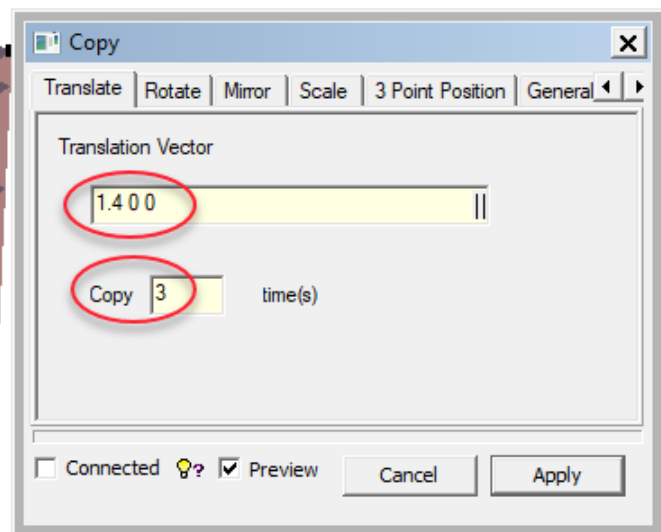 Copy
Translate Rotate Mirror Scale 3 Point Position General
Translation Vector
1.4 0 0
Copy 3 time(s)
Connected ? Preview Cancel Apply